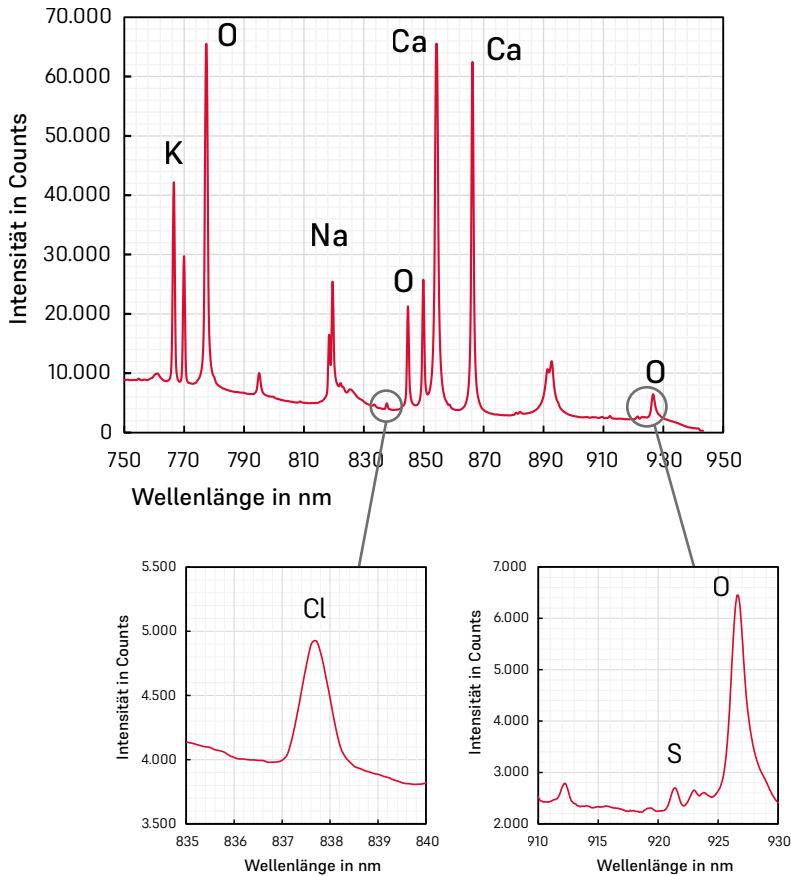 70.000
60.000
50.000
40.000
30.000
20.000
10.000
0
Intensität in Counts
K
O
Na
O
Ca
Ca
O
750 770 790 810 830 850 870 890 910 930 950
Wellenlänge in nm
5.500
5.000
4.500
4.000
3.500
Intensität in Counts
Cl
835 836 837 838 839 840
Wellenlänge in nm
7.000
6.000
5.000
4.000
3.000
2.000
Intensität in Counts
S
O
910 915 920 925 930
Wellenlänge in nm